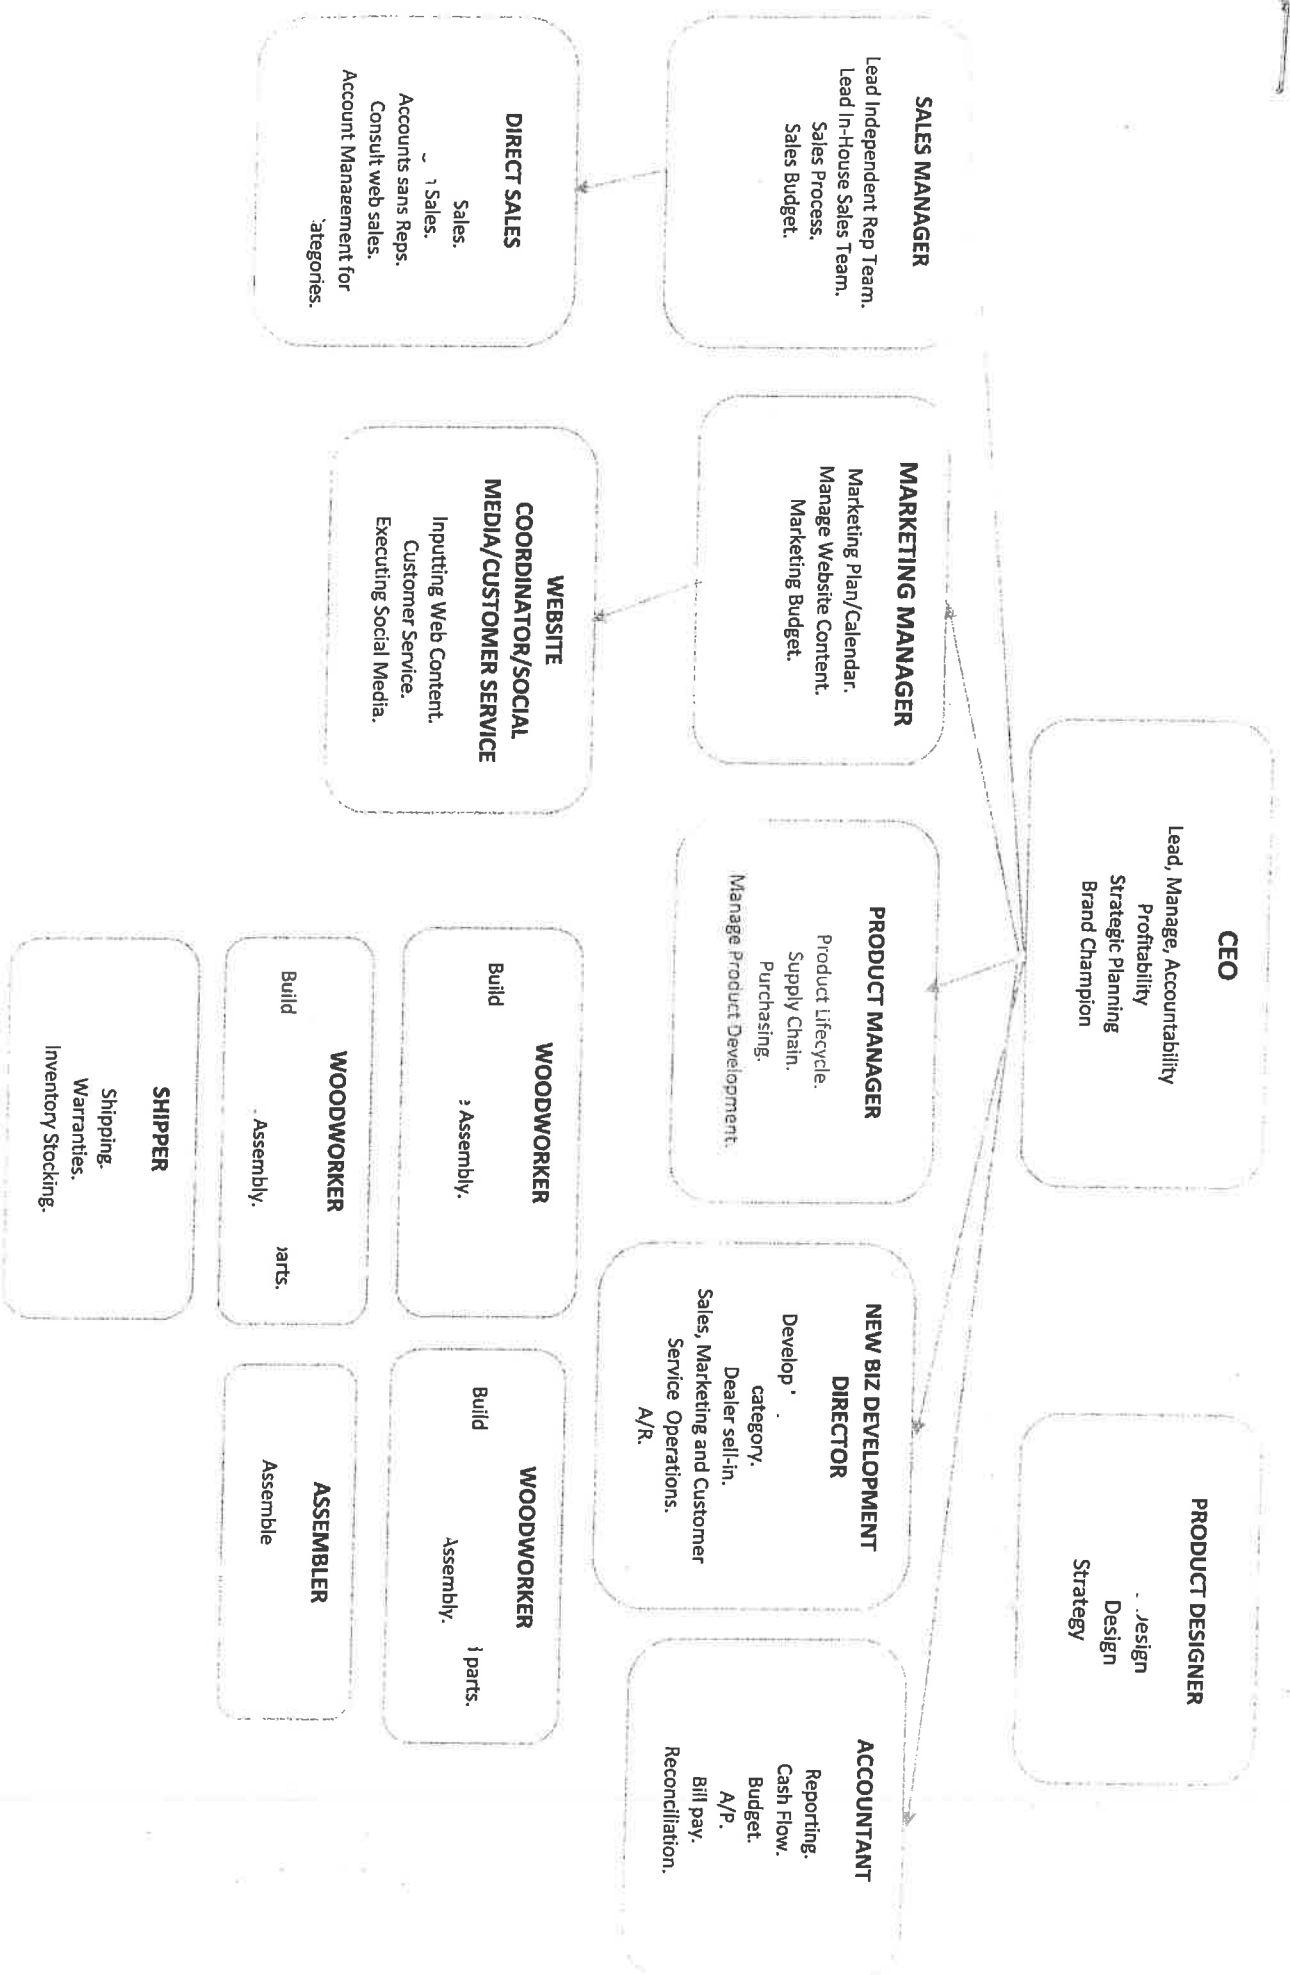 CEO
Lead, Manage, Accountability
Profitability
Strategic Planning
Brand Champion
PRODUCT DESIGNER
Design
Strategy
SALES MANAGER
Lead Independent Rep Team.
Lead In-House Sales Team.
Sales Process.
Sales Budget.
MARKETING MANAGER
Marketing Plan/Calendar.
Manage Website Content.
Marketing Budget.
PRODUCT MANAGER
Product Lifecycle.
Supply Chain.
Purchasing.
Manage Product Development.
NEW BIZ DEVELOPMENT
DIRECTOR
Develop
category.
Dealer sell-in.
Sales, Marketing and Customer
Service Operations.
A/R.
ACCOUNTANT
Reporting.
Cash Flow.
Budget.
A/P.
Bill pay.
Reconciliation.
DIRECT SALES
Sales.
Sales.
Accounts sans Reps.
Consult web sales.
Account Management for
WEBSITE
COORDINATOR/SOCIAL
MEDIA/CUSTOMER SERVICE
Inputting Web Content.
Customer Service.
Executing Social Media.
WOODWORKER
Build
Assembly.
WOODWORKER
Build parts.
Assembly.
WOODWORKER
Build
Assembly.
ASSEMBLER
Assemble
SHIPPER
Shipping.
Warranties.
Inventory Stocking.